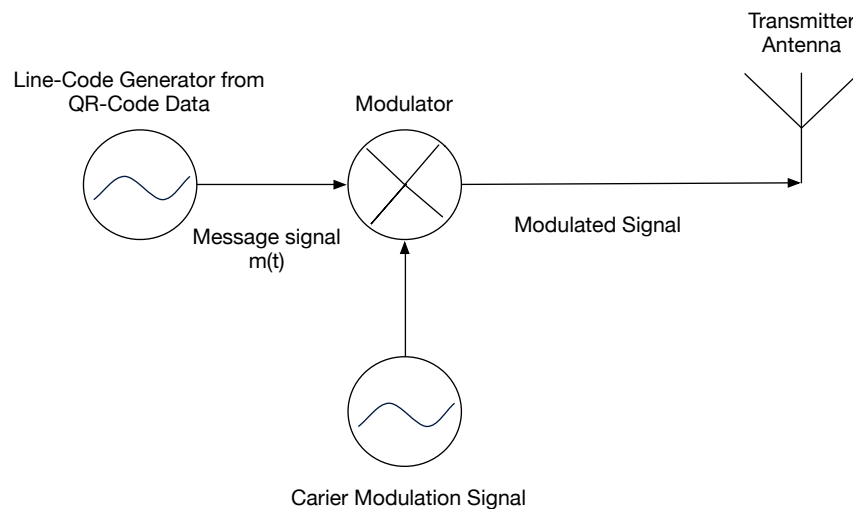 Transmitter
Antenna
Line-Code Generator from
QR-Code Data
Modulator
Message signal
m(t)
Modulated Signal
Carier Modulation Signal